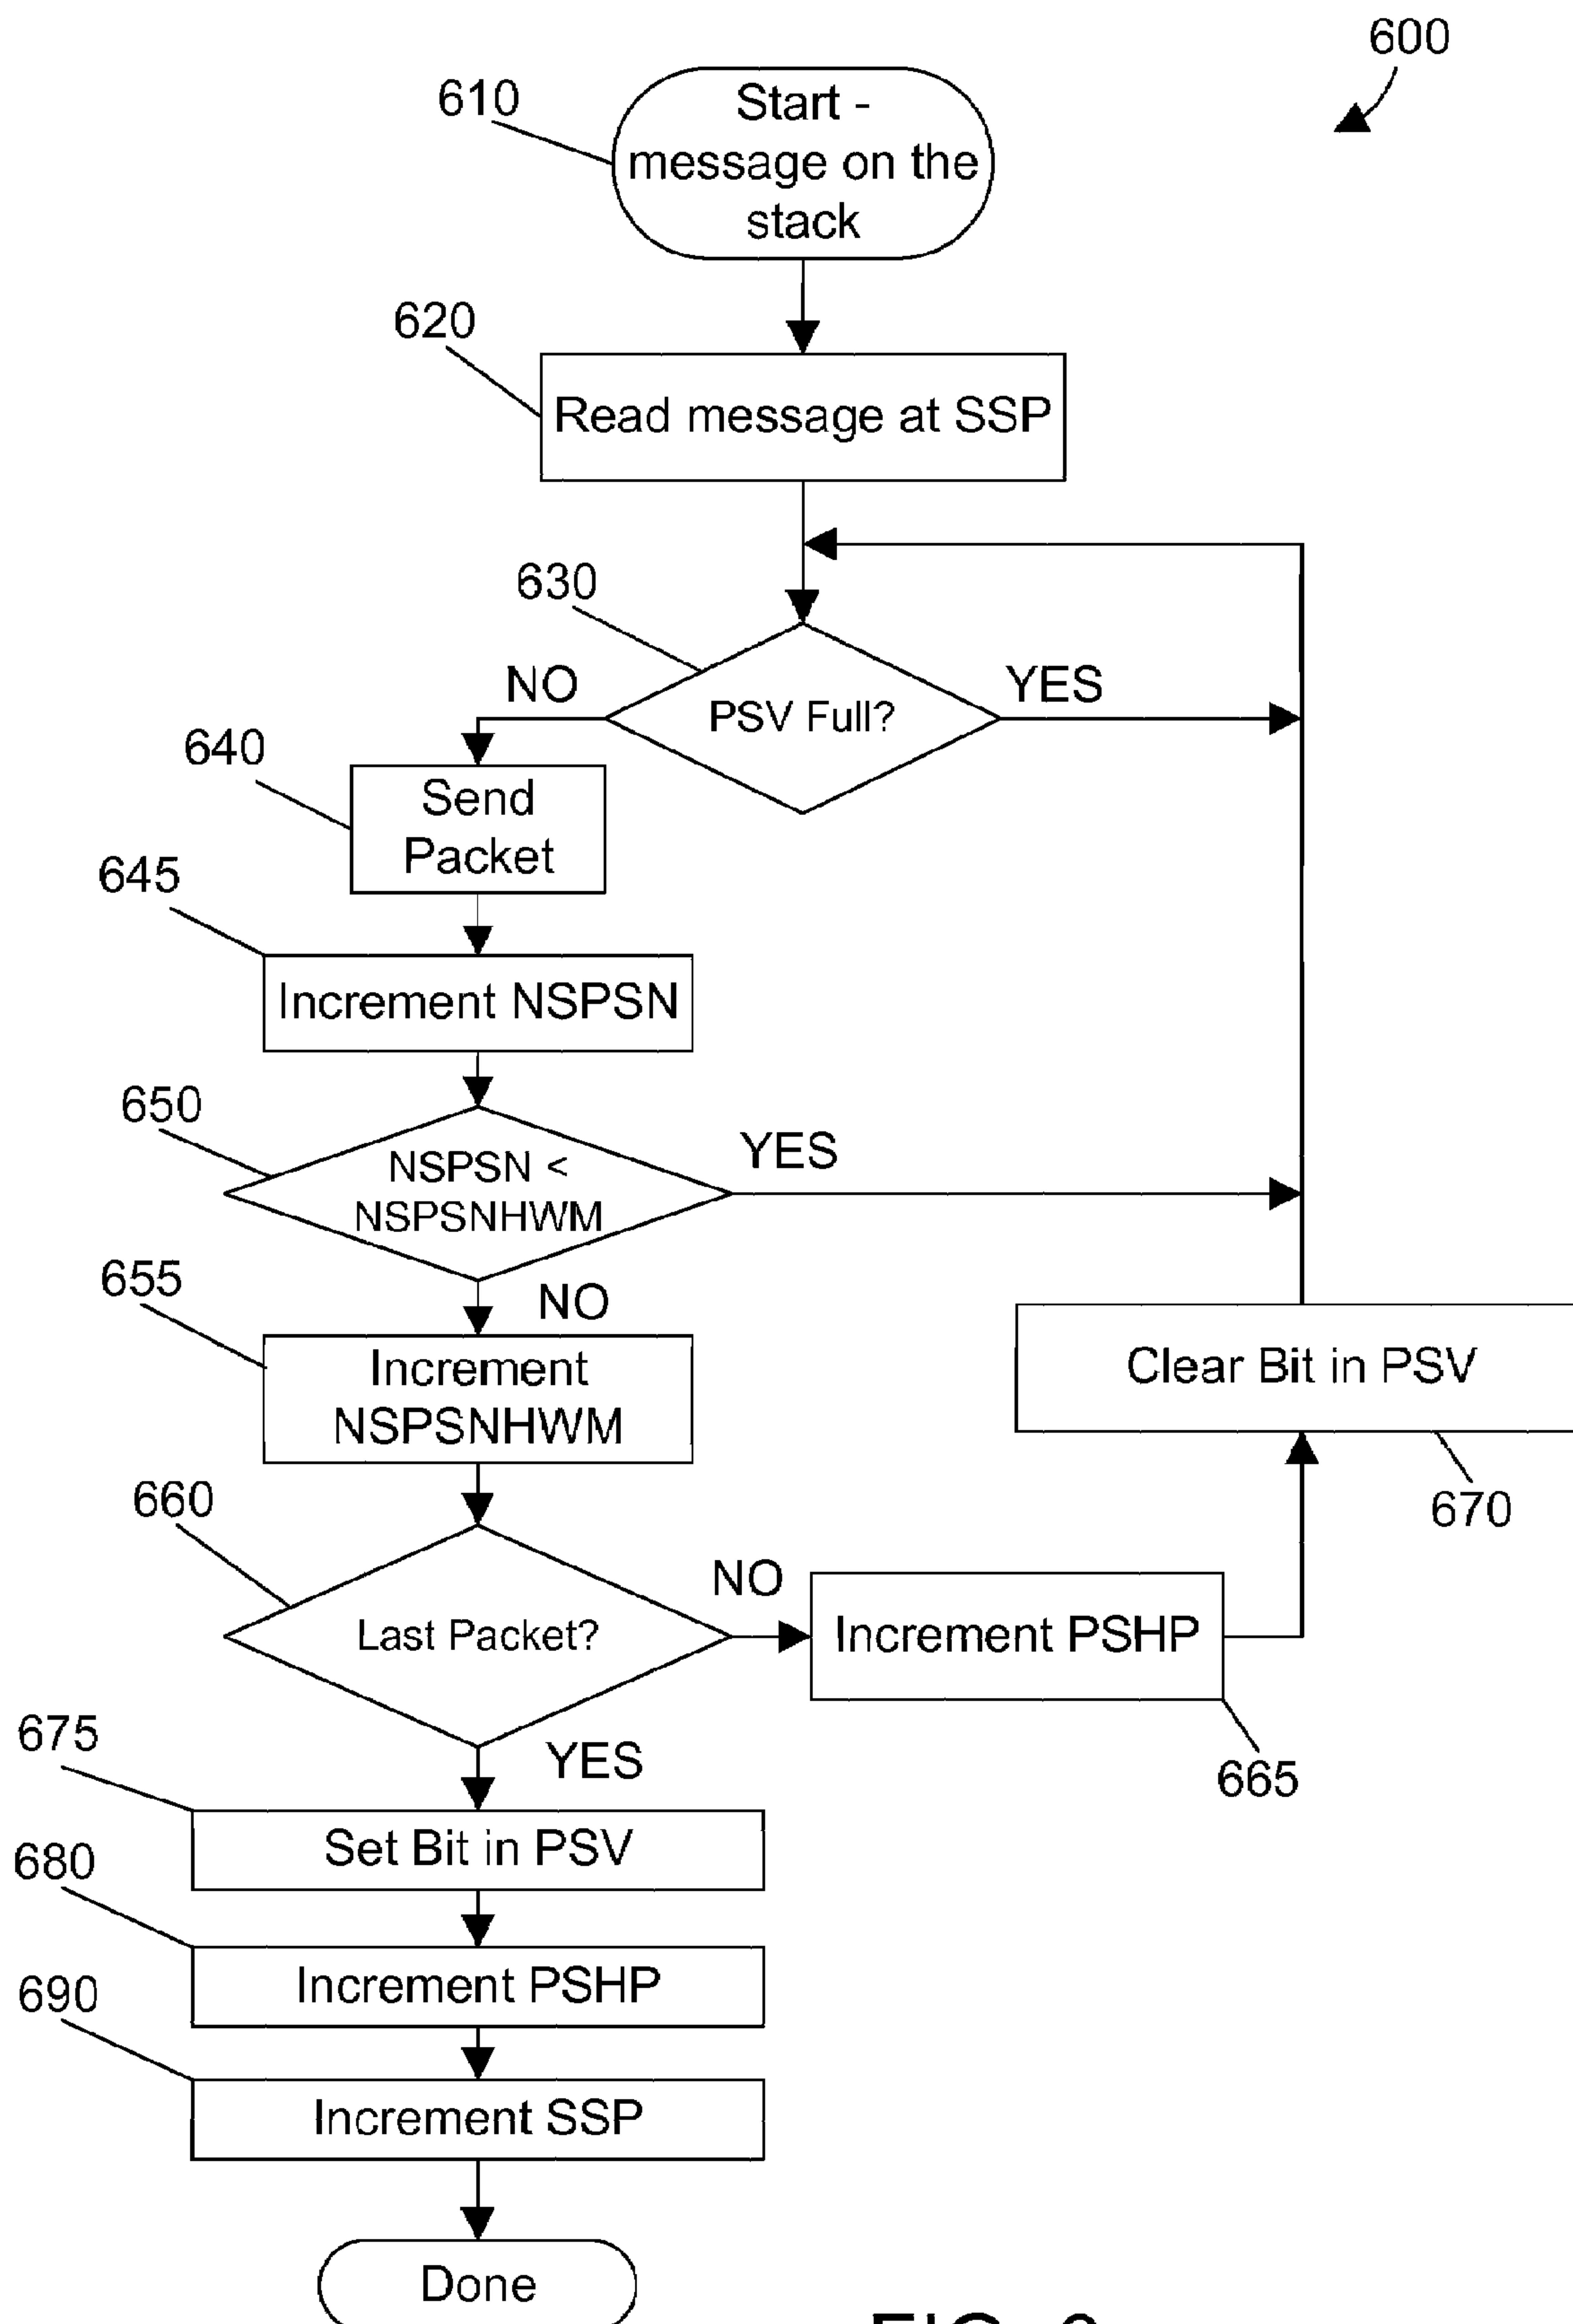 600
610
Start -
message on the
stack
620
Read message at SSP
630
NO
YES
PSV Full?
640
Send
Packet
645
Increment NSPSN
650
NSPSN <
NSPSNHWM
YES
655
NO
Increment
NSPSNHWM
Clear Bit in PSV
670
660
Last Packet?
NO
Increment PSHP
665
675
YES
Set Bit in PSV
680
Increment PSHP
690
Increment SSP
Done